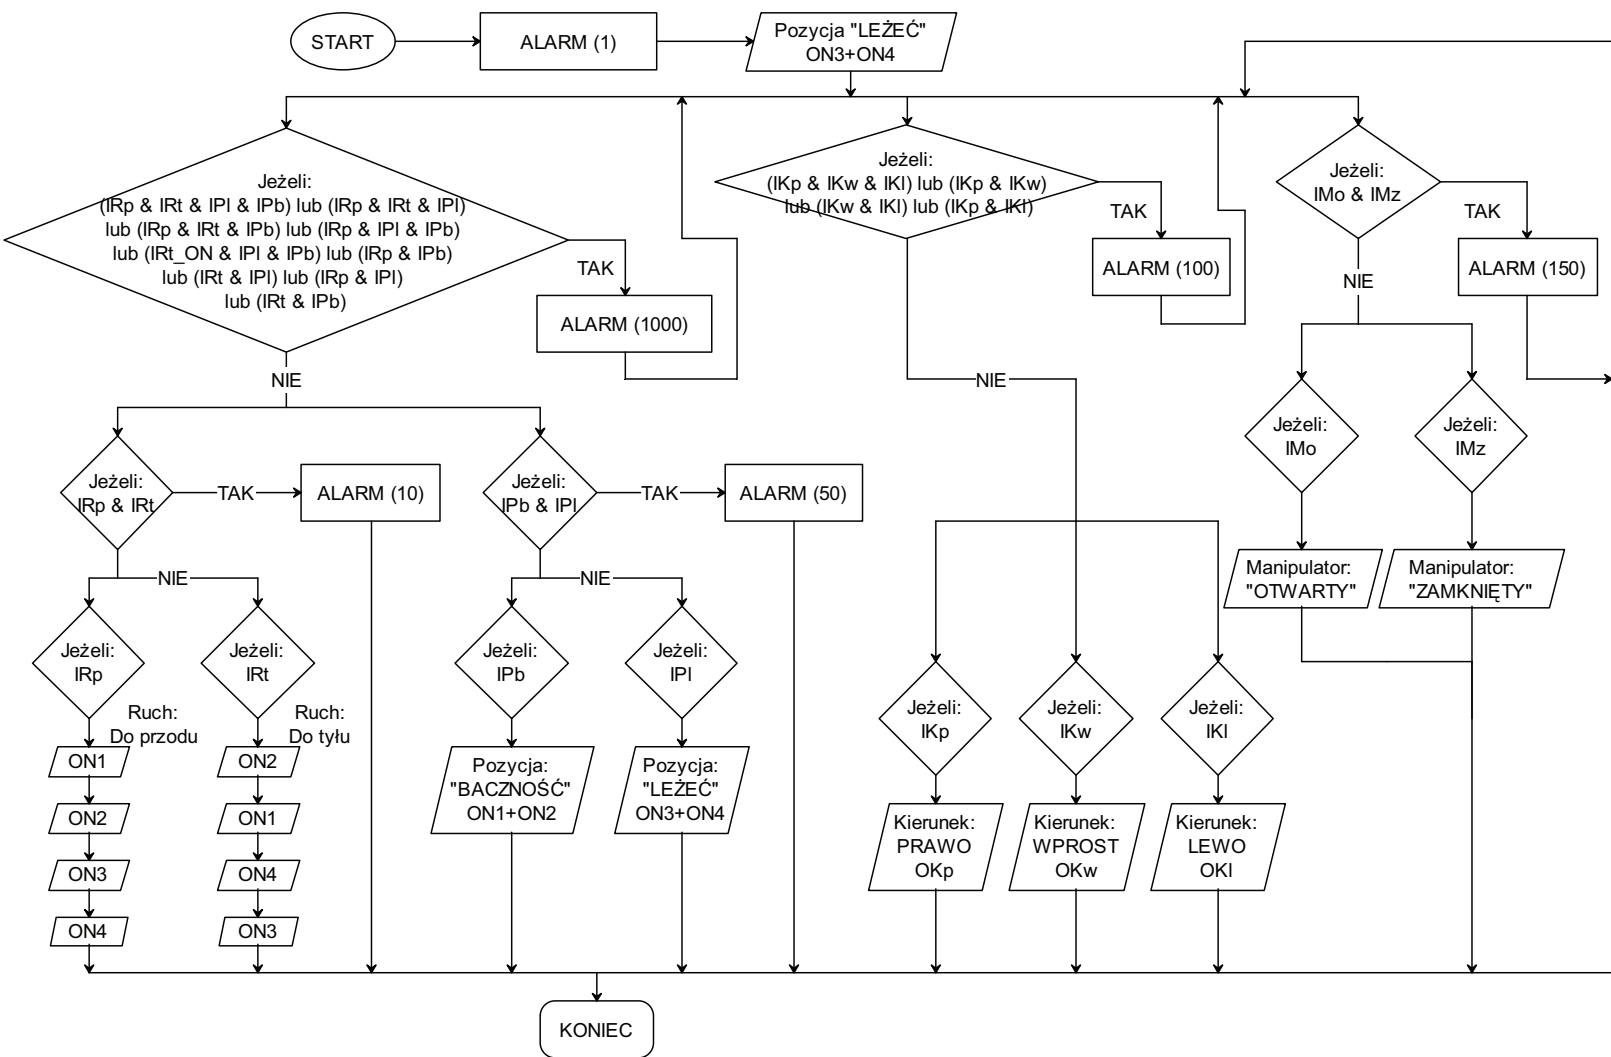 START
ALARM (1)
Pozycja "LEŻEĆ"
ON3+ON4
Jeżeli:
(IRp & IRt & IPl & IPb) lub (IRp & IRt & IPl)
lub (IRp & IRt & IPb) lub (IRp & IPl & IPb)
lub (IRt_ON & IPl & IPb) lub (IRp & IPb)
lub (IRt & IPl) lub (IRp & IPl)
lub (IRt & IPb)
TAK
ALARM (1000)
NIE
Jeżeli:
(IKp & IKw & IKl) lub (IKp & IKw)
lub (IKw & IKl) lub (IKp & IKl)
TAK
ALARM (100)
NIE
Jeżeli:
IMo & IMz
TAK
ALARM (150)
NIE
Jeżeli:
IMo
Jeżeli:
IMz
Manipulator:
"OTWARTY"
Manipulator:
"ZAMKNIĘTY"
Jeżeli:
IRp & IRt
TAK
ALARM (10)
NIE
Jeżeli:
IPb & IPl
TAK
ALARM (50)
NIE
Jeżeli:
IRp
Jeżeli:
IRt
Jeżeli:
IPb
Jeżeli:
IPl
Jeżeli:
IKp
Jeżeli:
IKw
Jeżeli:
IKl
Ruch:
Do przodu
ON1
ON2
ON3
ON4
Ruch:
Do tyłu
ON2
ON1
ON4
ON3
Pozycja:
"BACZNOŚĆ"
ON1+ON2
Pozycja:
"LEŻEĆ"
ON3+ON4
Kierunek:
PRAWO
OKp
Kierunek:
WPROST
OKw
Kierunek:
LEWO
OKl
KONIEC